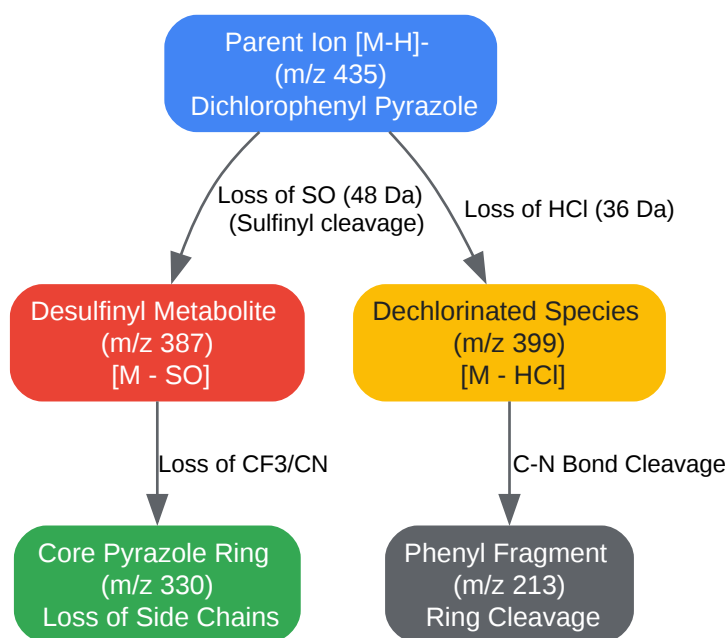 Parent Ion [M-H]-
(m/z 435)
Dichlorophenyl Pyrazole
Loss of SO (48 Da)
(Sulfinyl cleavage)
Loss of HCl (36 Da)
Desulfinyl Metabolite
(m/z 387)
[M - SO]
Dechlorinated Species
(m/z 399)
[M - HCl]
Loss of CF3/CN
C-N Bond Cleavage
Core Pyrazole Ring
(m/z 330)
Loss of Side Chains
Phenyl Fragment
(m/z 213)
Ring Cleavage